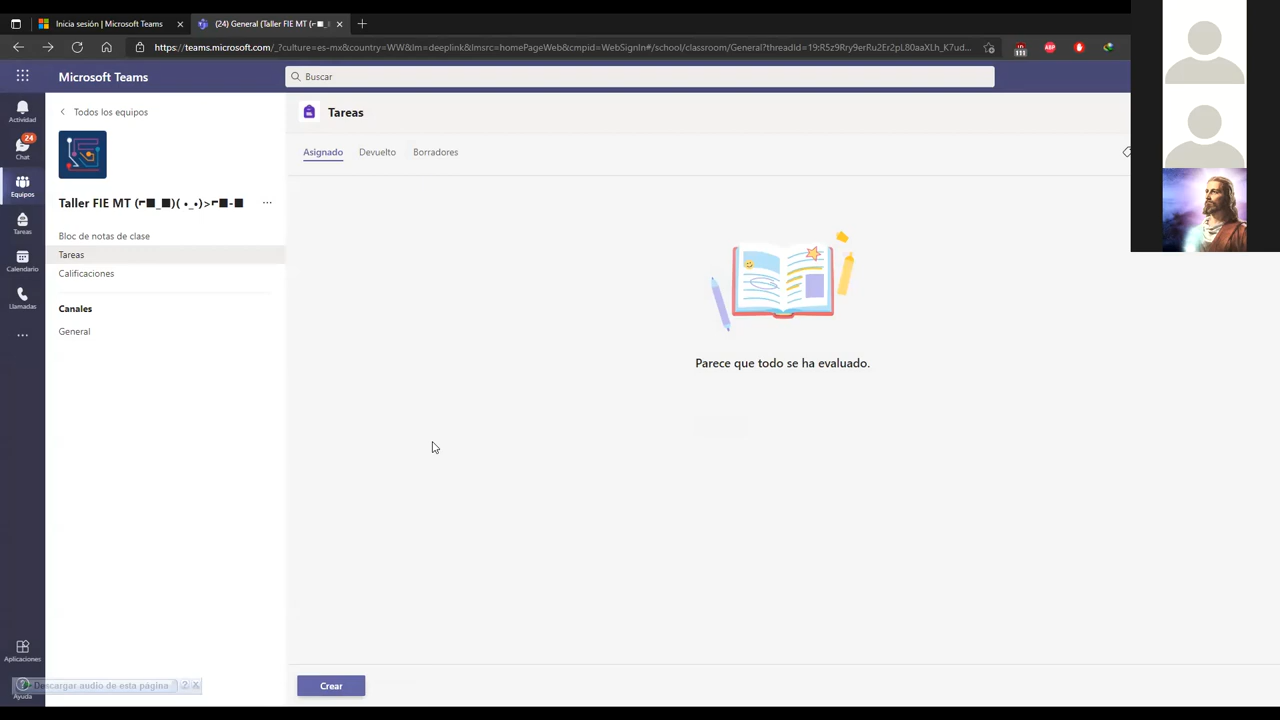 Inicia sesión | Microsoft Teams
(24) General (Taller FIE MT (⌐■_
https://teams.microsoft.com/_?culture=es-mx&country=WW&lm=deeplink&lmsrc=homePageWeb&cmpid=WebSignIn#/school/classroom/General?threadId=19:R5z9Rry9erRu2Er2pL80aaXLh_K7ud...
111
ABP
Microsoft Teams
Buscar
Actividad
24
Chat
Equipos
Tareas
Calendario
Llamadas
...
Aplicaciones
Ayuda
Todos los equipos
Taller FIE MT (⌐■_■)( •_•)>⌐■-■
...
Bloc de notas de clase
Tareas
Calificaciones
Canales
General
Tareas
Asignado Devuelto Borradores
Parece que todo se ha evaluado.
Crear
Descargar audio de esta página ? X